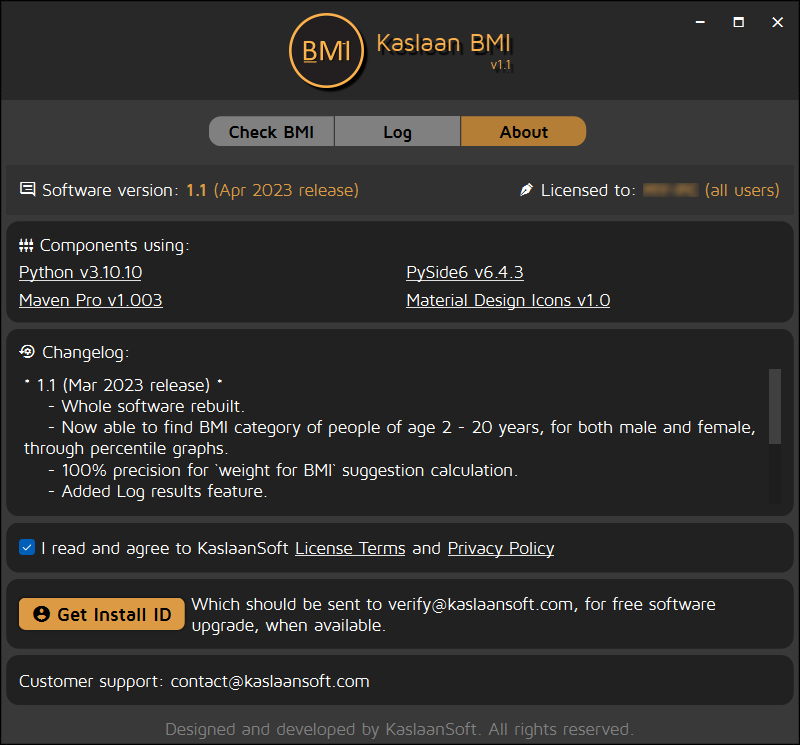 BMI
Kaslaan BMI
v1.1
Check BMI
Log
About
Software version: 1.1 (Apr 2023 release)
Licensed to: (all users)
Components using:
Python v3.10.10
PySide6 v6.4.3
Maven Pro v1.003
Material Design Icons v1.0
Changelog:
* 1.1 (Mar 2023 release) *
- Whole software rebuilt.
- Now able to find BMI category of people of age 2 - 20 years, for both male and female,
through percentile graphs.
- 100% precision for `weight for BMI` suggestion calculation.
- Added Log results feature.
I read and agree to KaslaanSoft License Terms and Privacy Policy
Get Install ID
Which should be sent to verify@kaslaansoft.com, for free software
upgrade, when available.
Customer support: contact@kaslaansoft.com
Designed and developed by KaslaanSoft. All rights reserved.